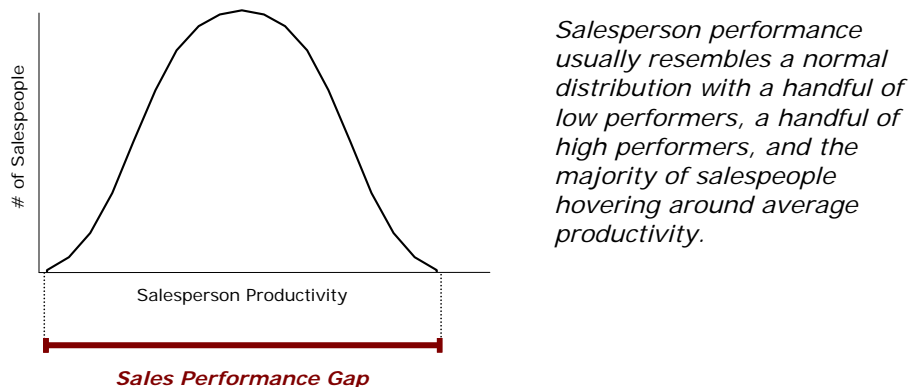 # of Salespeople
Salesperson Productivity
Sales Performance Gap
Salesperson performance
usually resembles a normal
distribution with a handful of
low performers, a handful of
high performers, and the
majority of salespeople
hovering around average
productivity.